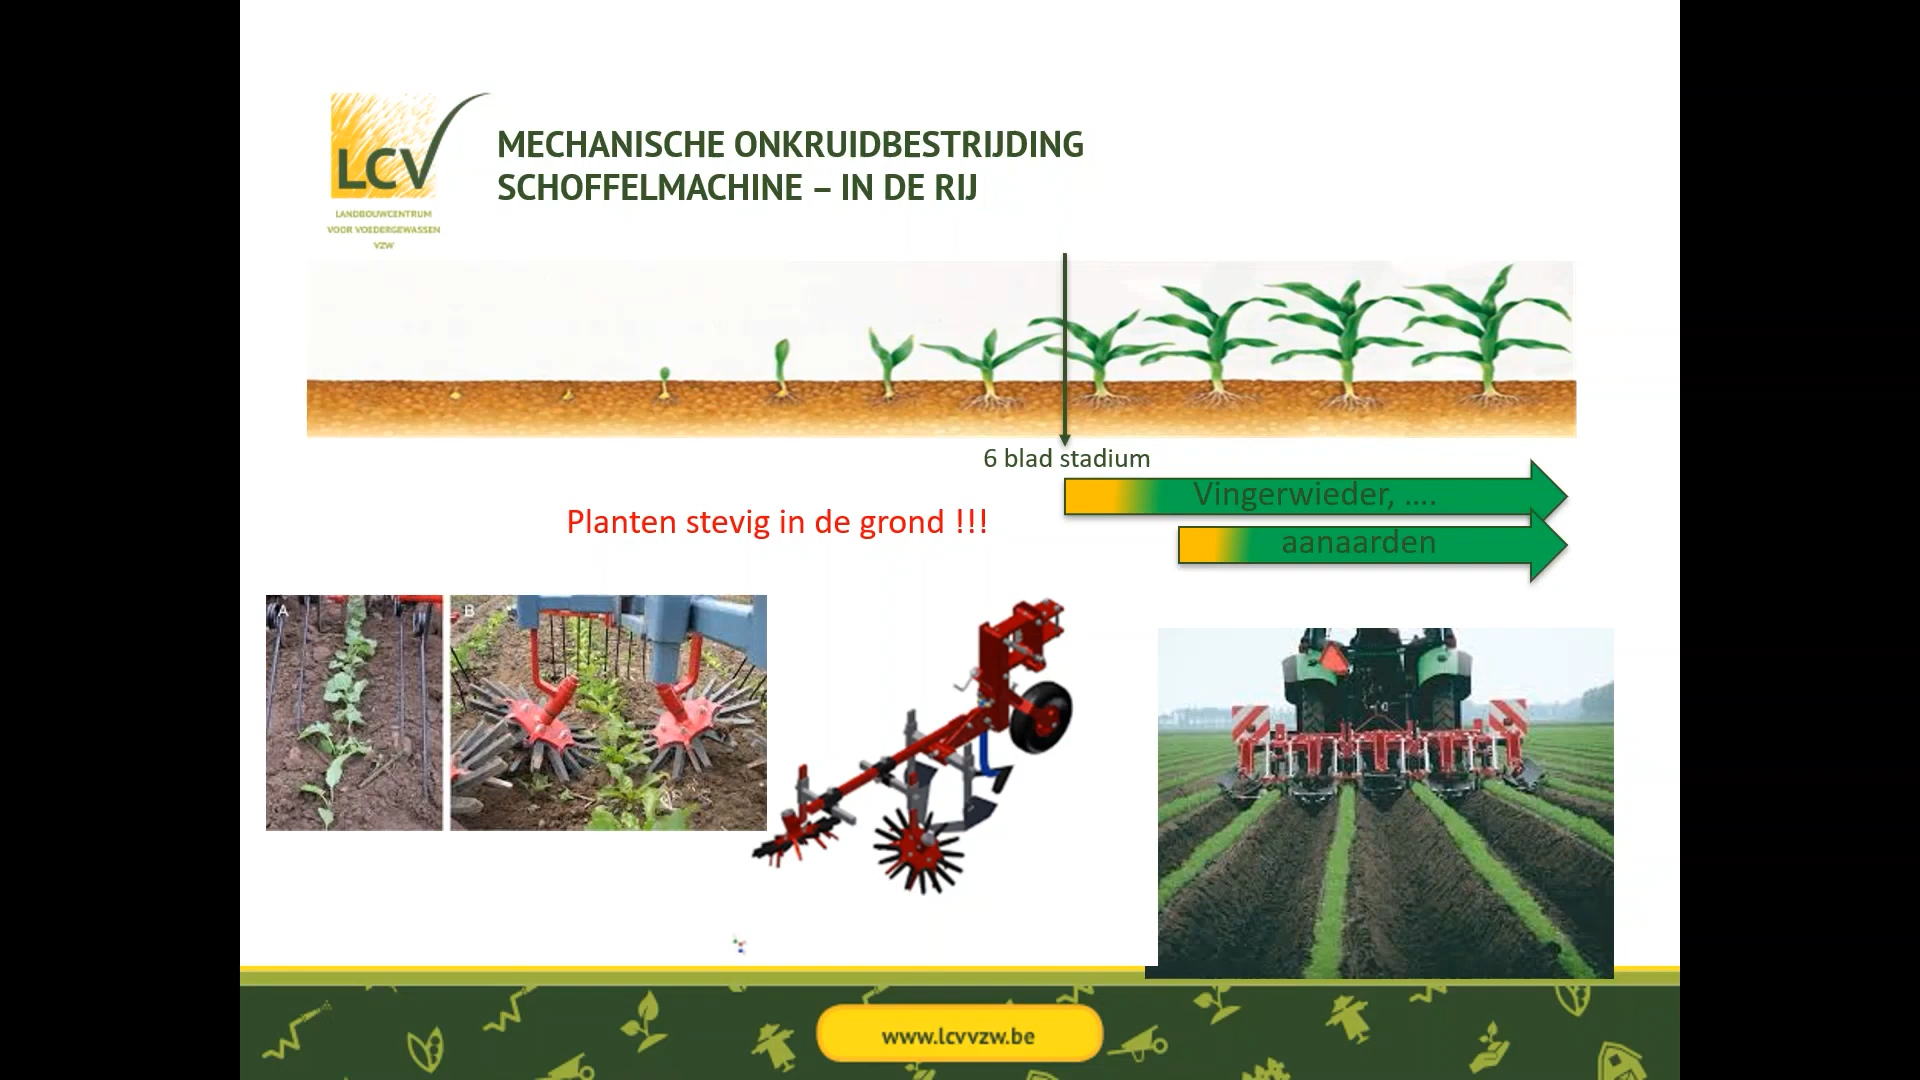 LCV
LANDBOUWCENTRUM
VOOR VOEDERGEWASSEN
VZW
MECHANISCHE ONKRUIDBESTRIJDING
SCHOFFELMACHINE – IN DE RIJ
6 blad stadium
Vingerwieder, ....
Planten stevig in de grond !!!
aanaarden
A
B
www.lcvvzw.be